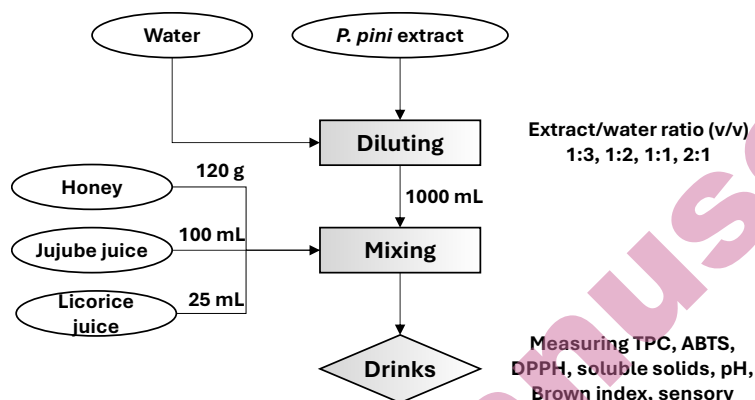 Water
P. pini extract
Diluting
Extract/water ratio (v/v)
1:3, 1:2, 1:1, 2:1
120 g
Honey
1000 mL
100 mL
Jujube juice
Mixing
25 mL
Licorice
juice
Drinks
Measuring TPC, ABTS,
DPPH, soluble solids, pH,
Brown index, sensory
nus